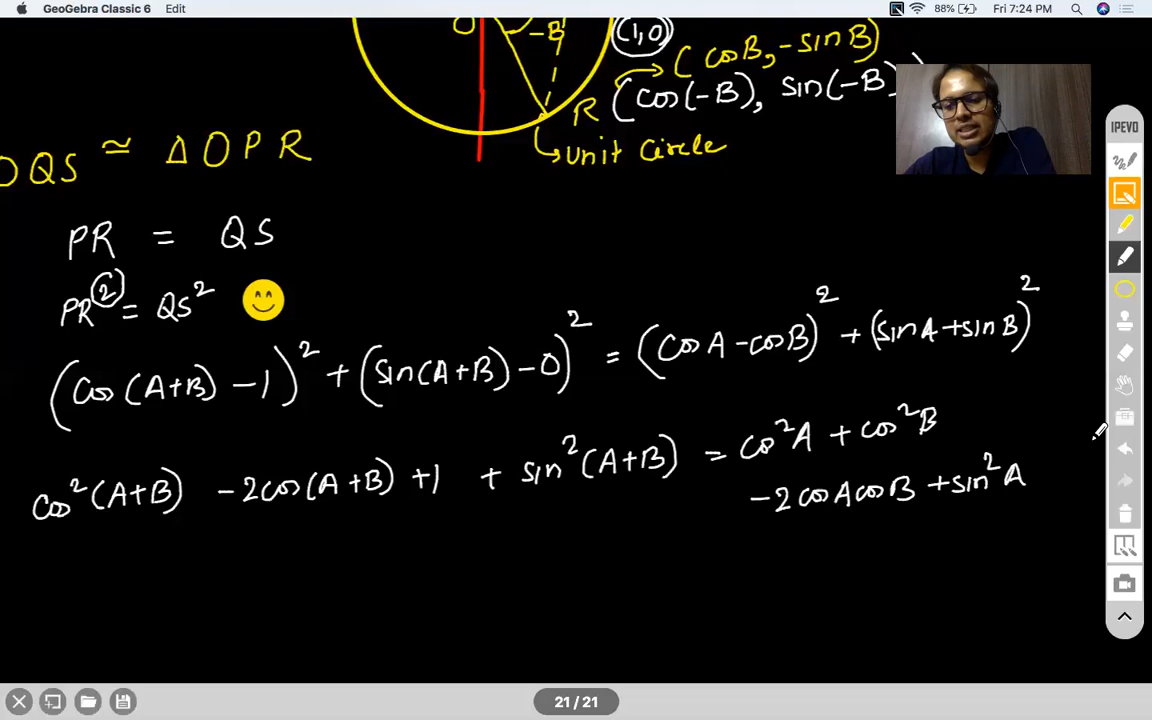 GeoGebra Classic 6 Edit 88% Fri 7:24 PM
O -B (1,0)
(cosB, -sinB)
R (cos(-B), sin(-B)
unit circle
OQS ≅ Δ OPR
IPEVO
PR = QS
PR² = QS²
(cos(A+B) -1)² + (sin(A+B) -0)² = (cosA -cosB)² + (sinA+sinB)²
cos²(A+B) -2cos(A+B) +1 + sin²(A+B) = cos²A + cos²B
-2cosAcosB +sin²A
21 / 21